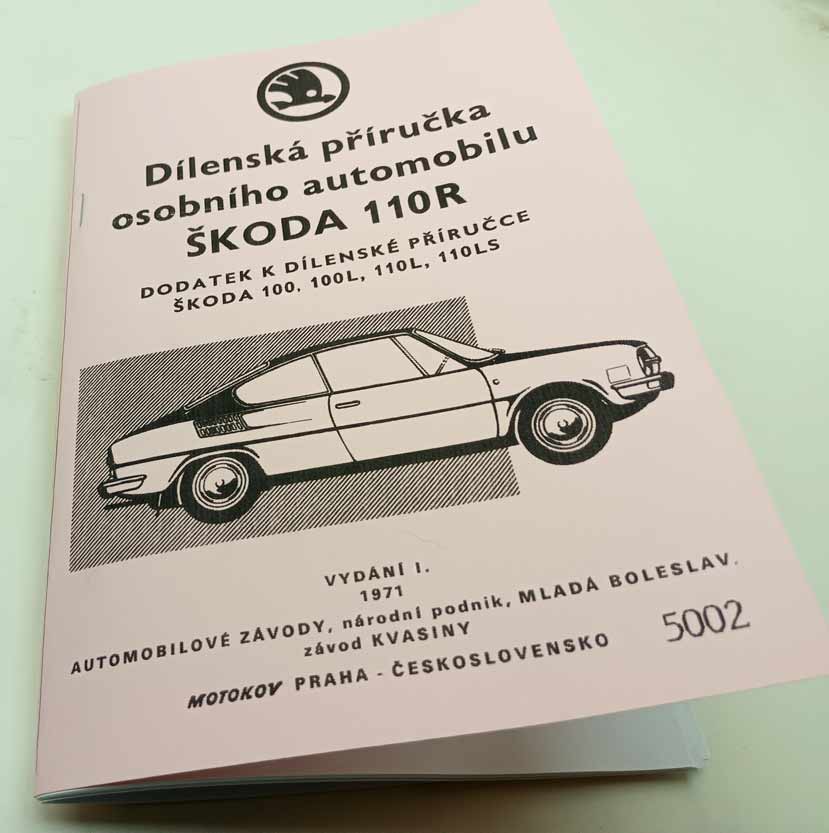 Dílenská příručka
osobního automobilu
ŠKODA 110R
DODATEK K DÍLENSKÉ PŘÍRUČCE
ŠKODA 100, 100L, 110L, 110LS
VYDÁNÍ I.
1971
AUTOMOBILOVÉ ZÁVODY, národní podnik, MLADÁ BOLESLAV.
závod KVASINY
MOTOKOV PRAHA - ČESKOSLOVENSKO
5002